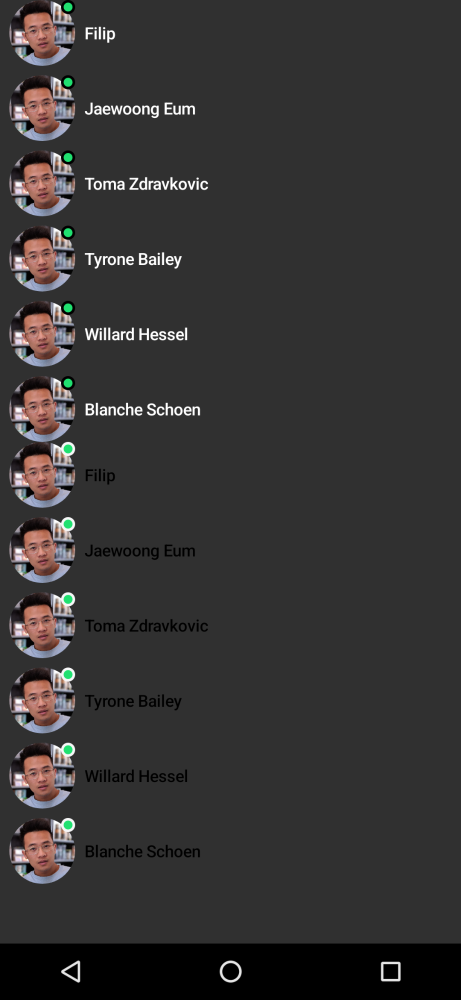 Filip
Jaewoong Eum
Toma Zdravkovic
Tyrone Bailey
Willard Hessel
Blanche Schoen
Filip
Jaewoong Eum
Toma Zdravkovic
Tyrone Bailey
Willard Hessel
Blanche Schoen